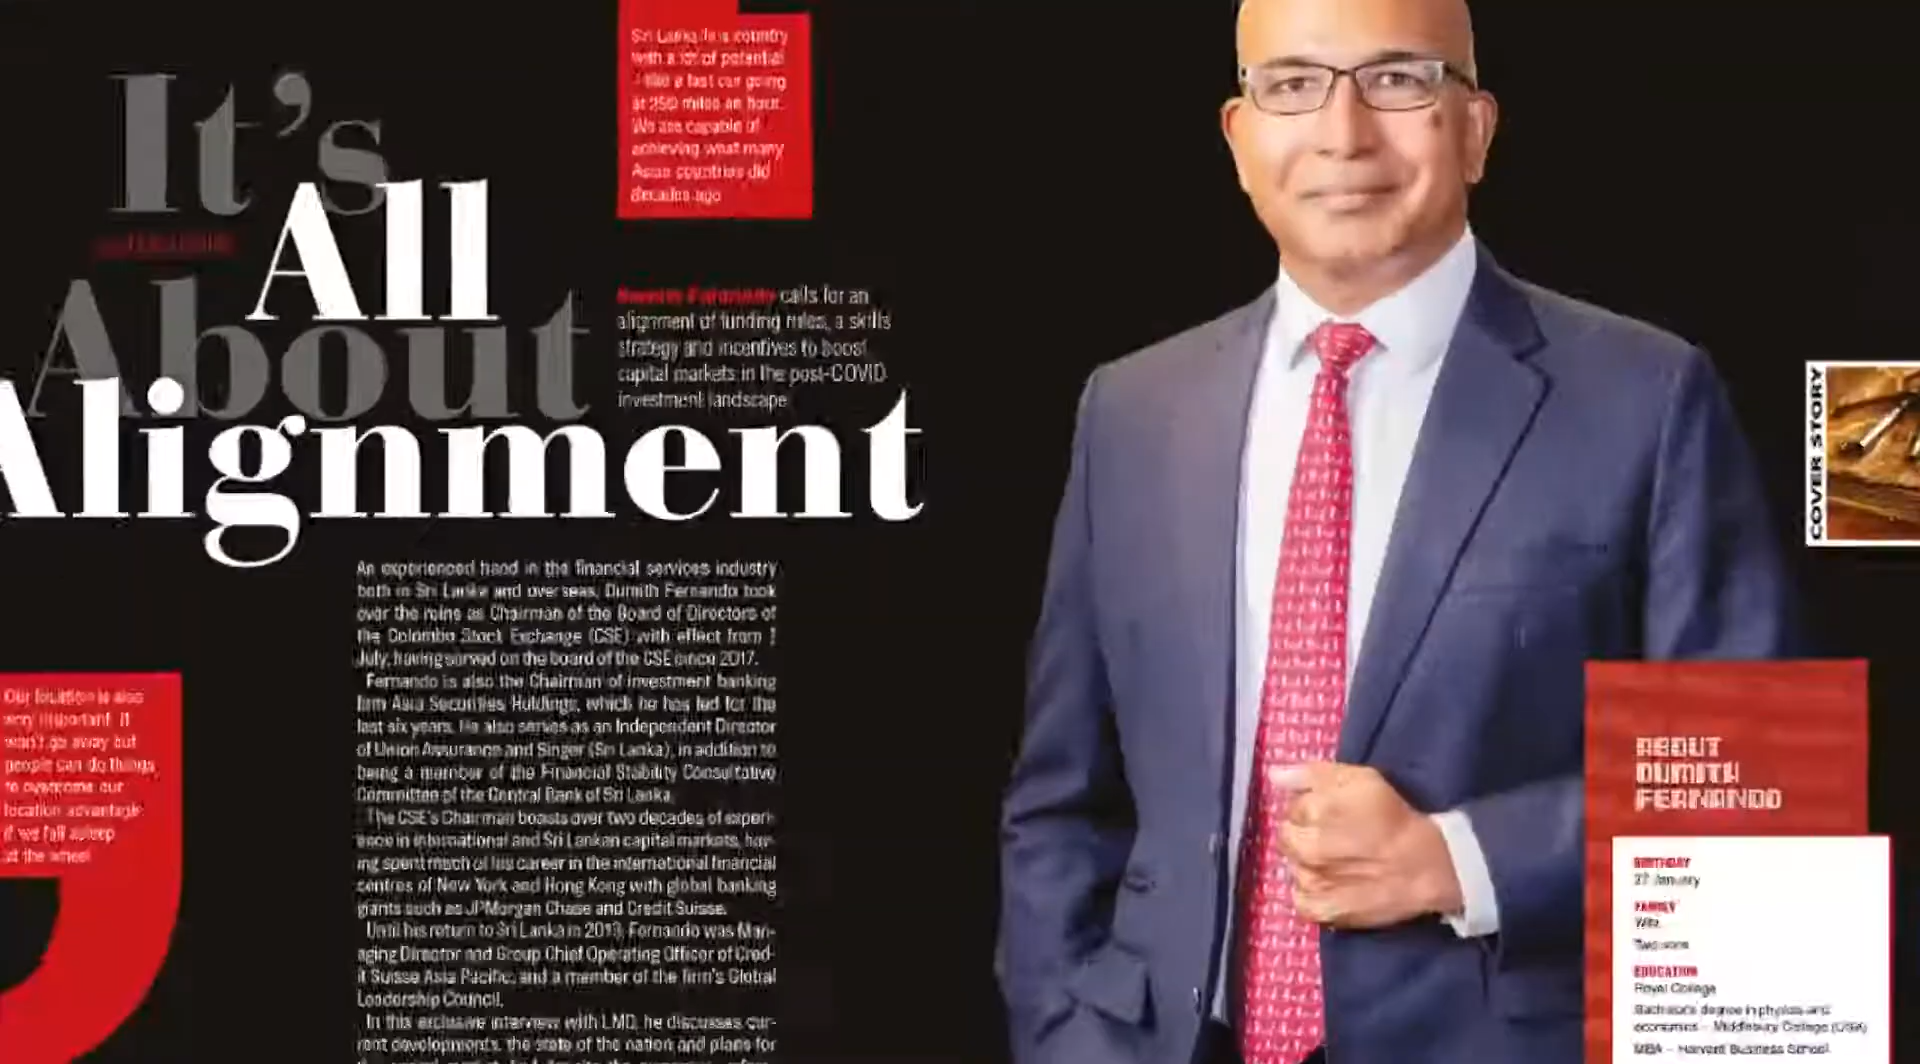 It's
All
About
Alignment
Sri Lanka is a country
with a lot of potential
like a fast car going
at 250 miles an hour.
We are capable of
achieving what many
Asian countries did
decades ago
calls for an
alignment of funding rules, a skills
strategy and incentives to boost
capital markets in the post-COVID
investment landscape
An experienced hand in the financial services industry
both in Sri Lanka and overseas, Dumith Fernando took
over the reins as Chairman of the Board of Directors of
the Colombo Stock Exchange (CSE) with effect from 1
July, having served on the board of the CSE since 2017.
Fernando is also the Chairman of investment banking
firm Asia Securities Holdings, which he has led for the
last six years. He also serves as an Independent Director
of Union Assurance and Singer (Sri Lanka), in addition to
being a member of the Financial Stability Consultative
Committee of the Central Bank of Sri Lanka.
The CSE's Chairman boasts over two decades of experi-
ence in international and Sri Lankan capital markets, hav-
ing spent much of his career in the international financial
centres of New York and Hong Kong with global banking
giants such as JPMorgan Chase and Credit Suisse.
Until his return to Sri Lanka in Fernando was Man-
aging Director and Group Chief Operating Officer of Cred-
it Suisse Asia Pacific, and a member of the firm's Global
Leadership Council.
In this exclusive interview with LMD, he discusses cur-
rent developments, the state of the nation and plans for
Our location is also
very important. It
won't go away but
people can do things
to overcome our
location advantage
if we fall asleep
at the wheel
COVER STORY
ABOUT
DUMITH
FERNANDO
BIRTHDAY
27 January
FAMILY
Wife
Two sons
EDUCATION
Royal College
Bachelor's degree in physics and
economics – Middlebury College (USA)
MBA – Harvard Business School